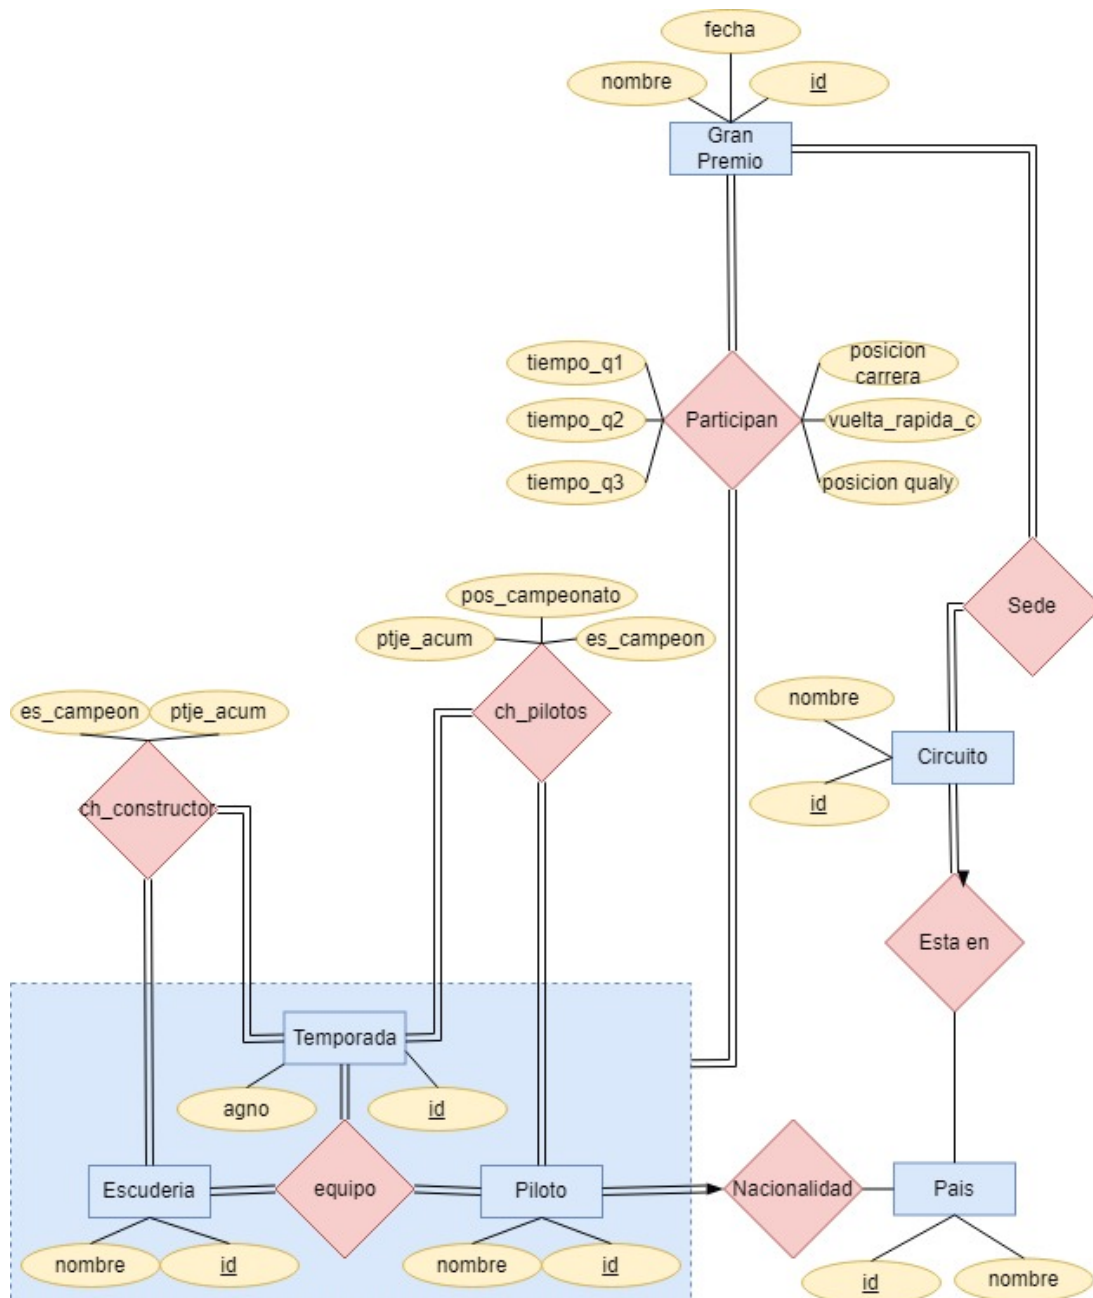 fecha
nombre
id
Gran
Premio
tiempo_q1
posicion
carrera
tiempo_q2
Participan
vuelta_rapida_c
tiempo_q3
posicion qualy
pos_campeonato
ptje_acum
es_campeon
Sede
nombre
es_campeon
ptje_acum
ch_pilotos
Circuito
ch_constructor
id
Esta en
Temporada
agno
id
Escuderia
equipo
Piloto
Nacionalidad
Pais
nombre
id
nombre
id
id
nombre